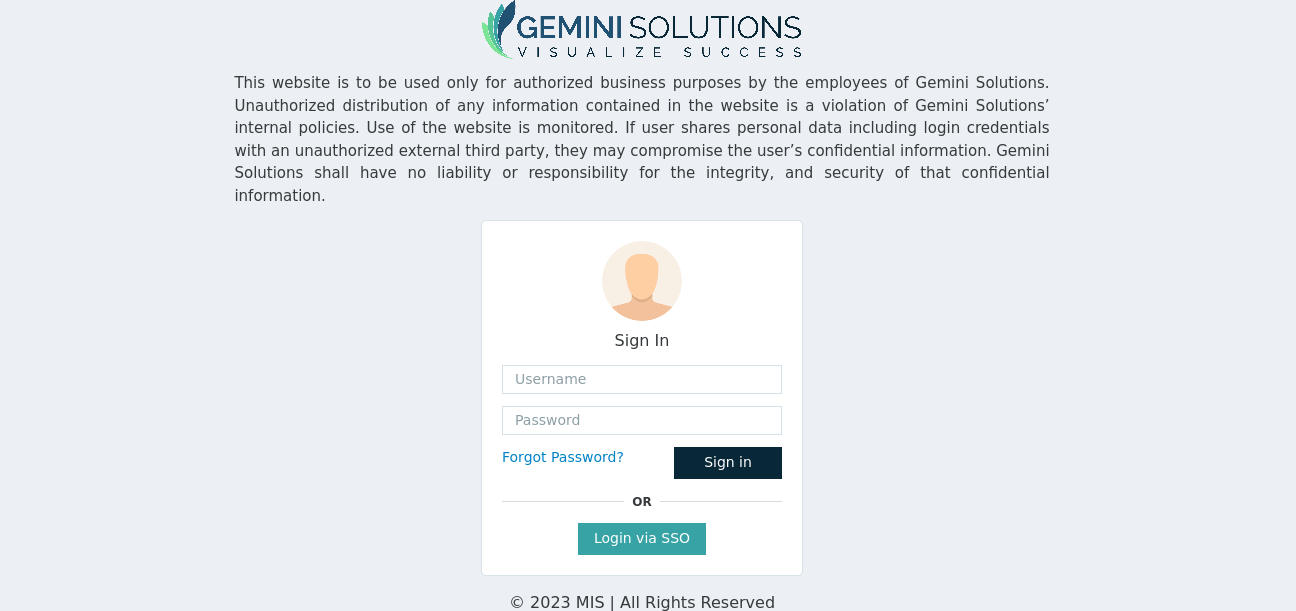 GEMINI SOLUTIONS
VISUALIZE SUCCESS
This website is to be used only for authorized business purposes by the employees of Gemini Solutions.
Unauthorized distribution of any information contained in the website is a violation of Gemini Solutions’
internal policies. Use of the website is monitored. If user shares personal data including login credentials
with an unauthorized external third party, they may compromise the user’s confidential information. Gemini
Solutions shall have no liability or responsibility for the integrity, and security of that confidential
information.
Sign In
Username
Password
Forgot Password?
Sign in
OR
Login via SSO
© 2023 MIS | All Rights Reserved